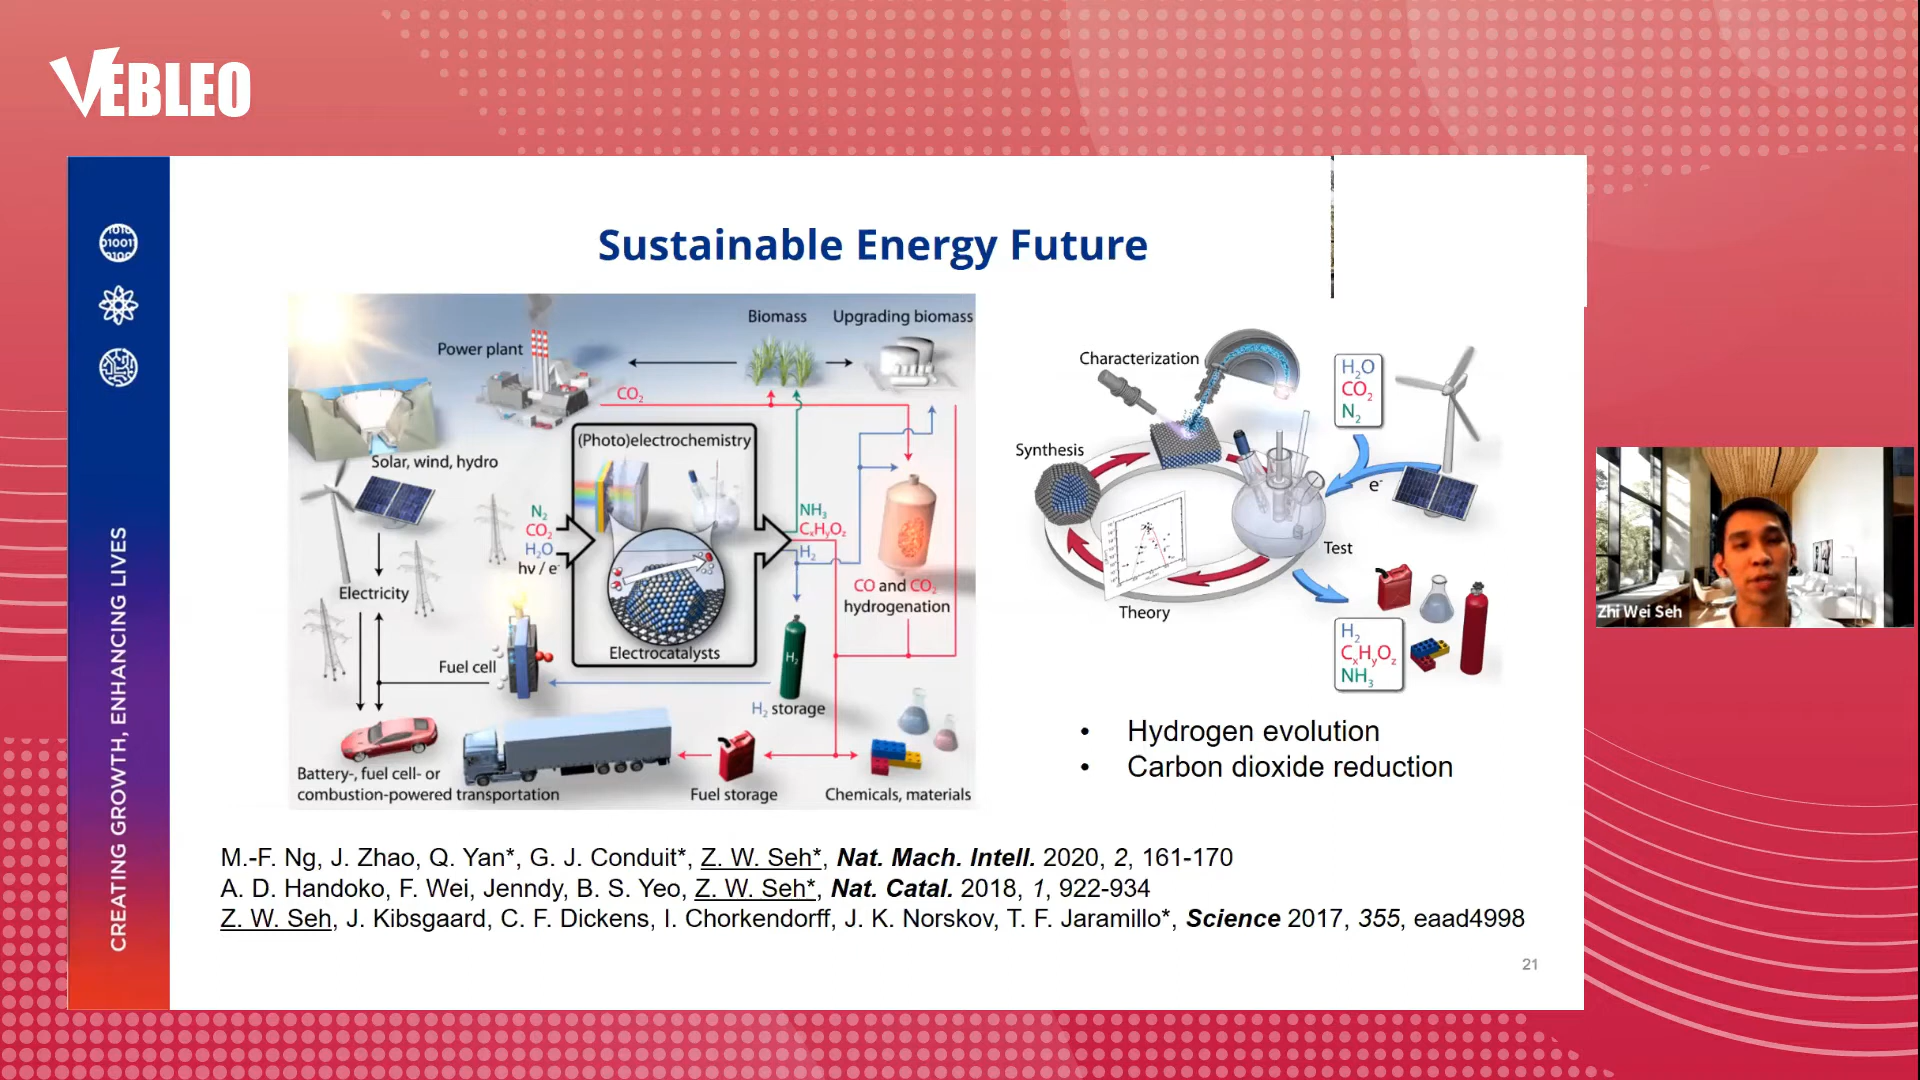 VEBLEO
1010
010011
0100
CREATING GROWTH, ENHANCING LIVES
Sustainable Energy Future
Biomass
Upgrading biomass
Power plant
CO2
(Photo)electrochemistry
Solar, wind, hydro
N2
CO2
H2O
hν / e-
NH3
CxHyOz
H2
Electricity
CO and CO2
hydrogenation
Fuel cell
Electrocatalysts
H2
H2 storage
Battery-, fuel cell- or
combustion-powered transportation
Fuel storage
Chemicals, materials
Characterization
H2O
CO2
N2
Synthesis
e-
Test
Theory
H2
CxHyOz
NH3
• Hydrogen evolution
• Carbon dioxide reduction
M.-F. Ng, J. Zhao, Q. Yan*, G. J. Conduit*, Z. W. Seh*, Nat. Mach. Intell. 2020, 2, 161-170
A. D. Handoko, F. Wei, Jenndy, B. S. Yeo, Z. W. Seh*, Nat. Catal. 2018, 1, 922-934
Z. W. Seh, J. Kibsgaard, C. F. Dickens, I. Chorkendorff, J. K. Norskov, T. F. Jaramillo*, Science 2017, 355, eaad4998
21
Zhi Wei Seh